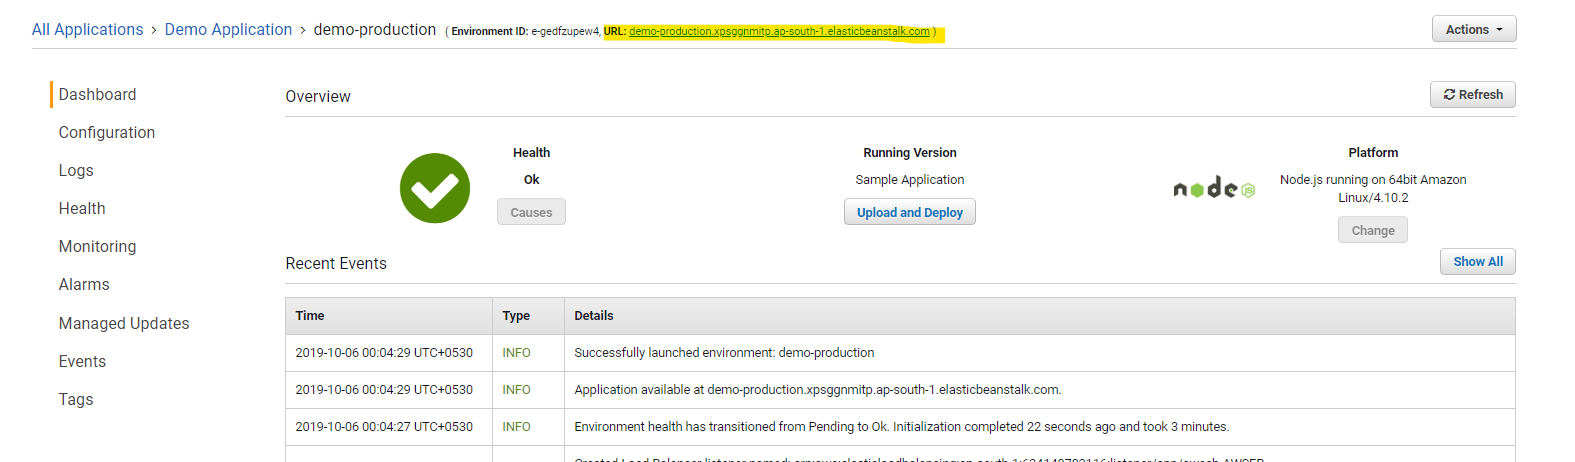 All Applications > Demo Application > demo-production ( Environment ID: e-gedfzupew4, URL: demo-production.xpsggnmitp.ap-south-1.elasticbeanstalk.com )
Actions
Dashboard
Configuration
Logs
Health
Monitoring
Alarms
Managed Updates
Events
Tags
Overview
Refresh
Health
Ok
Causes
Running Version
Sample Application
Upload and Deploy
node JS
Platform
Node.js running on 64bit Amazon
Linux/4.10.2
Change
Recent Events
Show All
Time Type Details
2019-10-06 00:04:29 UTC+0530 INFO Successfully launched environment: demo-production
2019-10-06 00:04:29 UTC+0530 INFO Application available at demo-production.xpsggnmitp.ap-south-1.elasticbeanstalk.com.
2019-10-06 00:04:27 UTC+0530 INFO Environment health has transitioned from Pending to Ok. Initialization completed 22 seconds ago and took 3 minutes.
Created Load Balancer listener named: